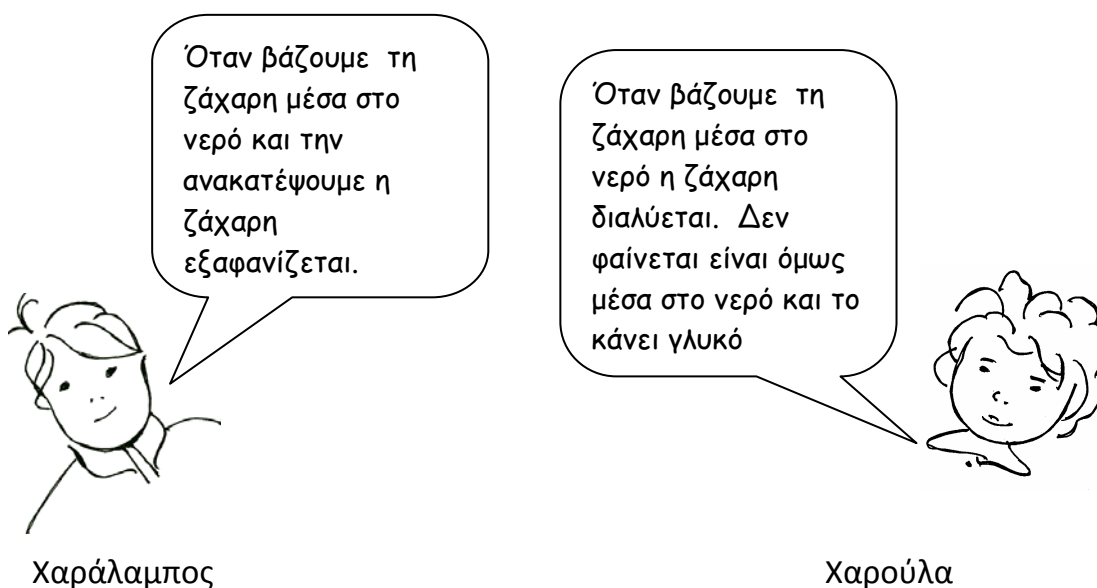 Όταν βάζουμε τη
ζάχαρη μέσα στο
νερό και την
ανακατέψουμε η
ζάχαρη
εξαφανίζεται.
Όταν βάζουμε τη
ζάχαρη μέσα στο
νερό η ζάχαρη
διαλύεται. Δεν
φαίνεται είναι όμως
μέσα στο νερό και το
κάνει γλυκό
Χαράλαμπος
Χαρούλα